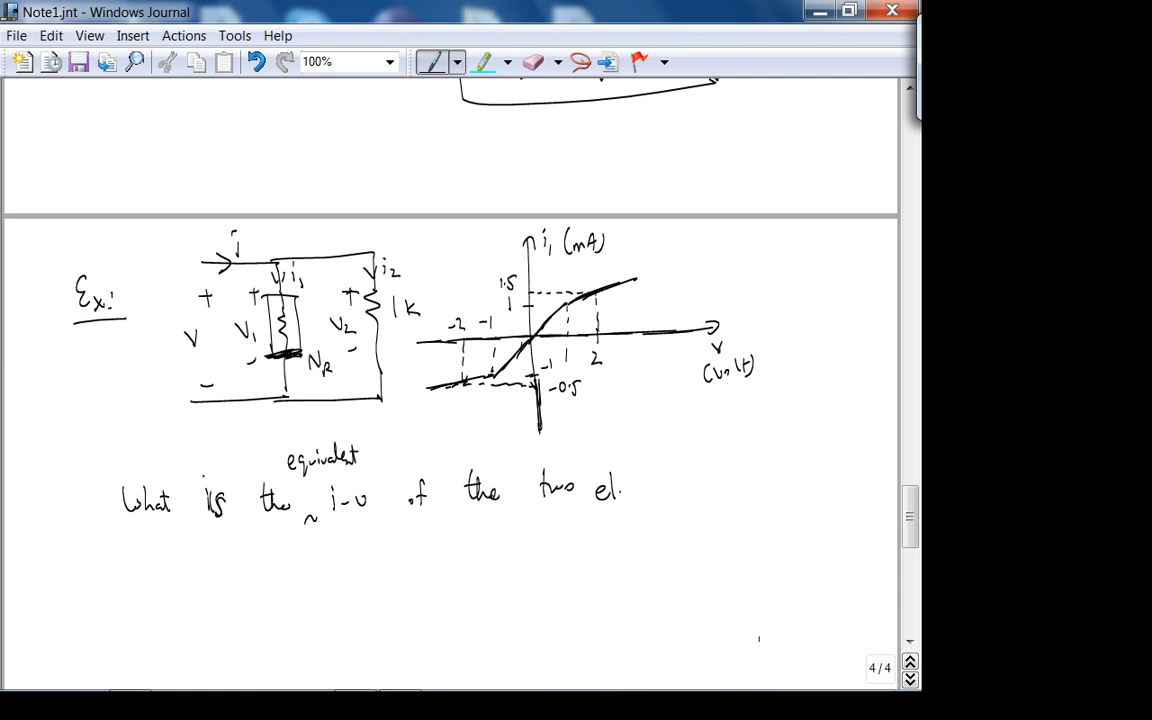 Note1.jnt - Windows Journal
File Edit View Insert Actions Tools Help
100%
Ex:
i
i1
i2
+ + +
V V1 V2 1K
- - -
NR
i1 (mA)
1.5
1
-2 -1
1 2
-1
-0.5
v
(volt)
equivalent
What is the i-v of the two el.
4 / 4